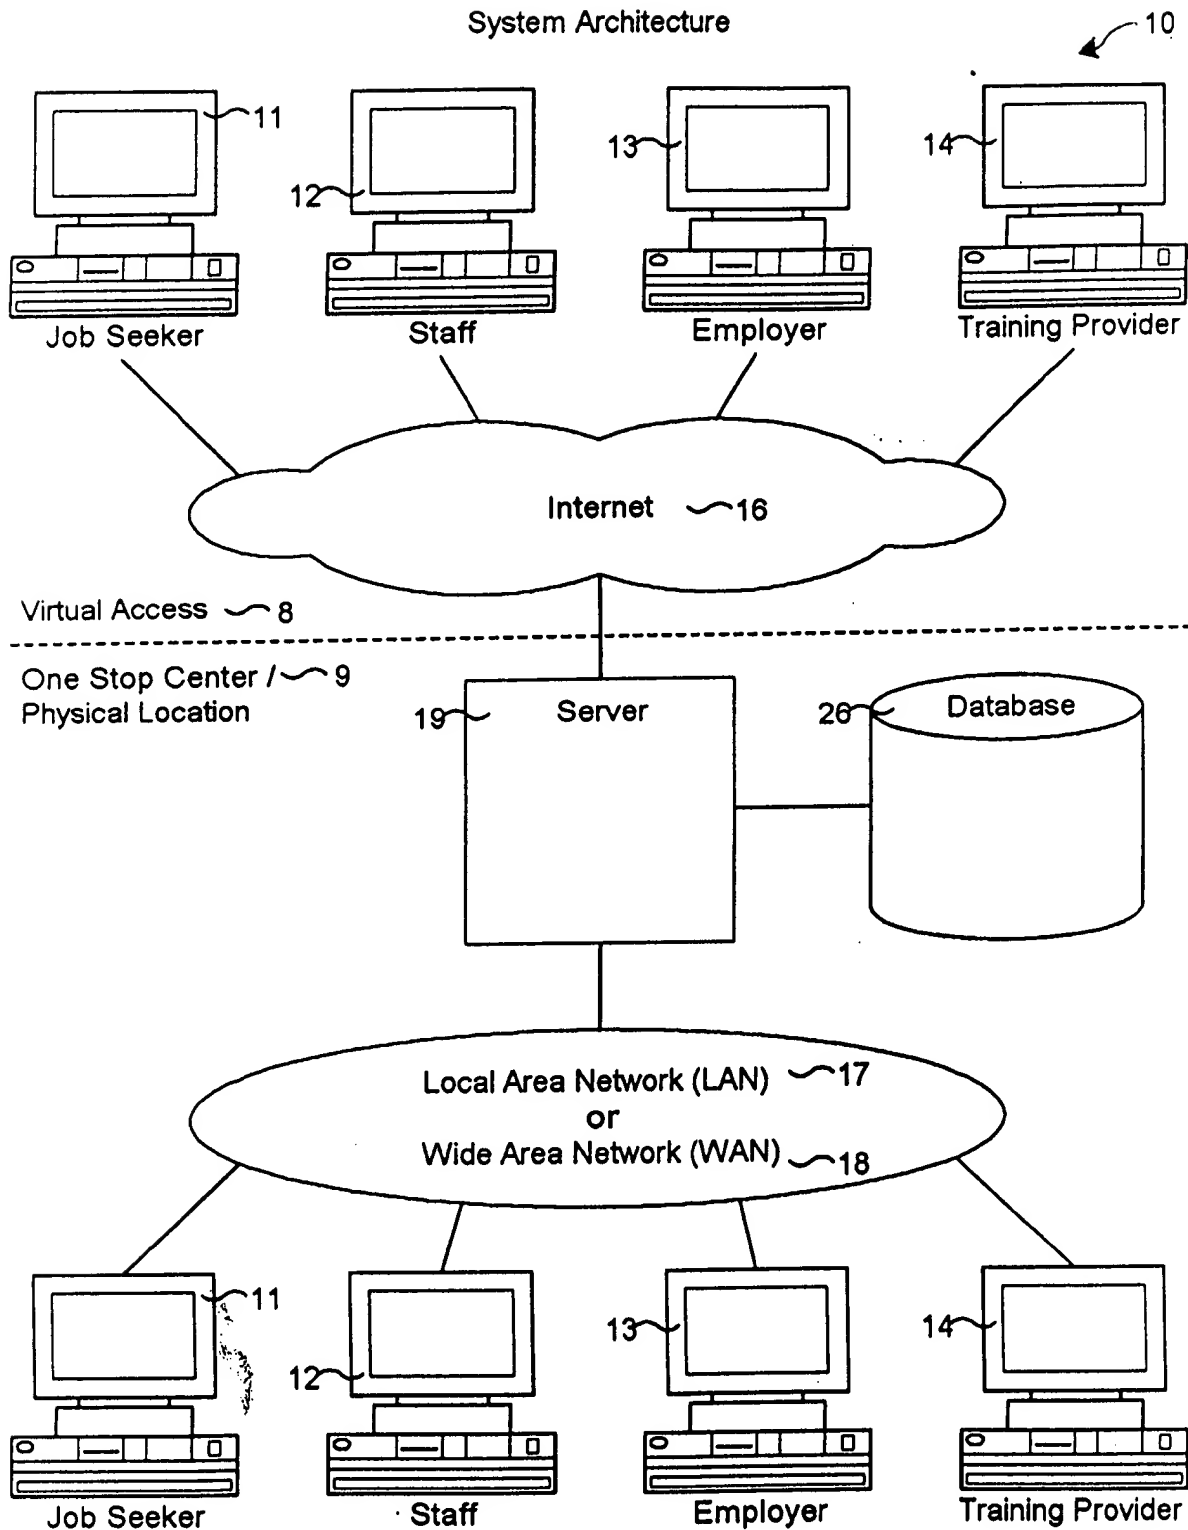 System Architecture
10
11
12
13
14
Job Seeker
Staff
Employer
Training Provider
Internet
16
Virtual Access
8
One Stop Center /
9
Physical Location
19
Server
26
Database
Local Area Network (LAN)
17
or
Wide Area Network (WAN)
18
11
12
13
14
Job Seeker
Staff
Employer
Training Provider